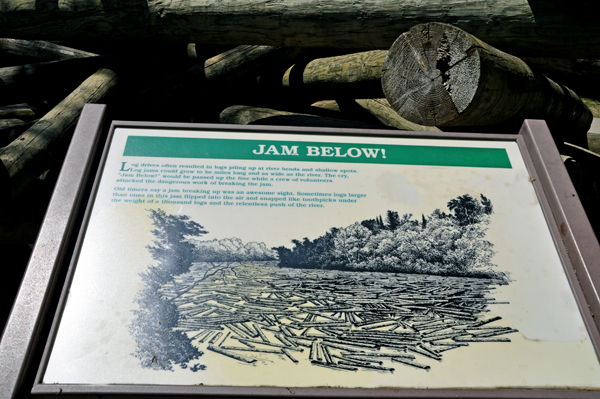 JAM BELOW!
Log drives often resulted in logs piling up at river bends and shallow spots.
Log jams could grow to be miles long and as wide as the river. The cry,
"Jam Below!" would be passed up the line while a crew of volunteers
attacked the dangerous work of breaking the jam.
Old timers say a jam breaking up was an awesome sight. Sometimes logs larger
than ones in this jam flipped into the air and snapped like toothpicks under
the weight of a thousand logs and the relentless push of the river.